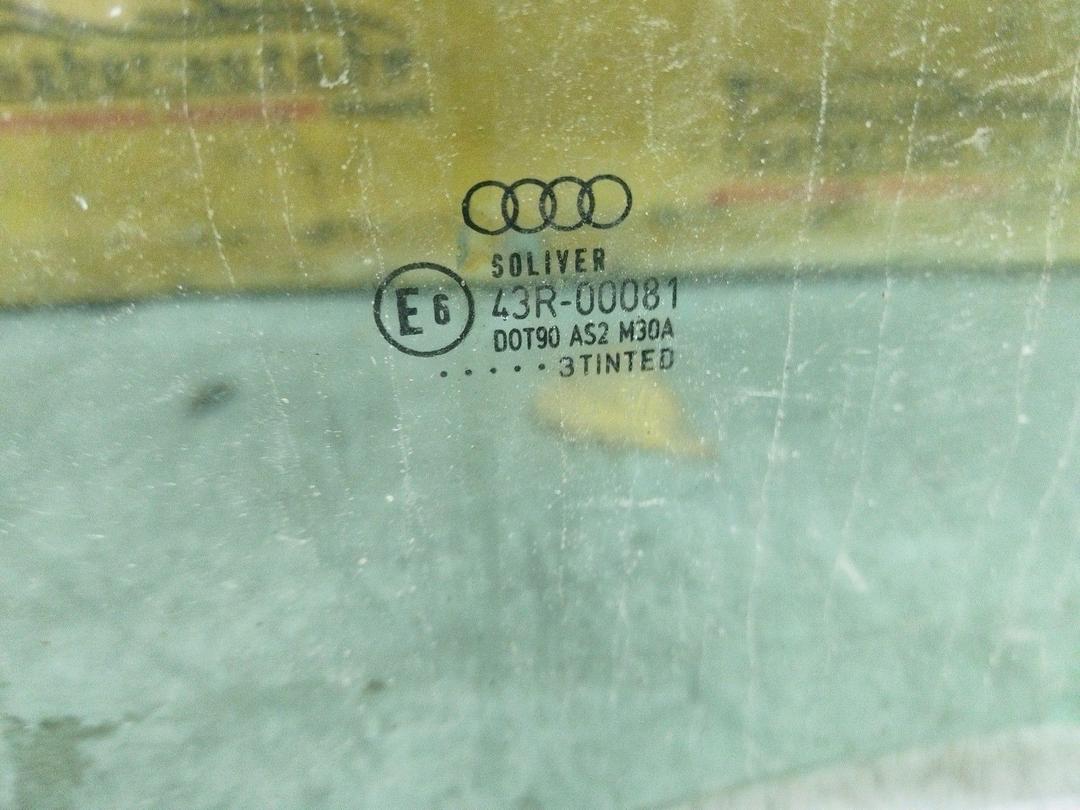 SOLIVER
E6
43R-00081
DOT90 AS2 M30A
.....3TINTED